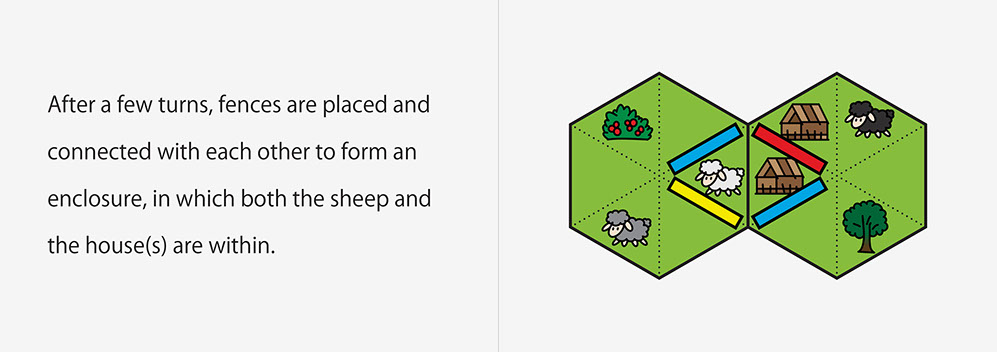 After a few turns, fences are placed and
connected with each other to form an
enclosure, in which both the sheep and
the house(s) are within.